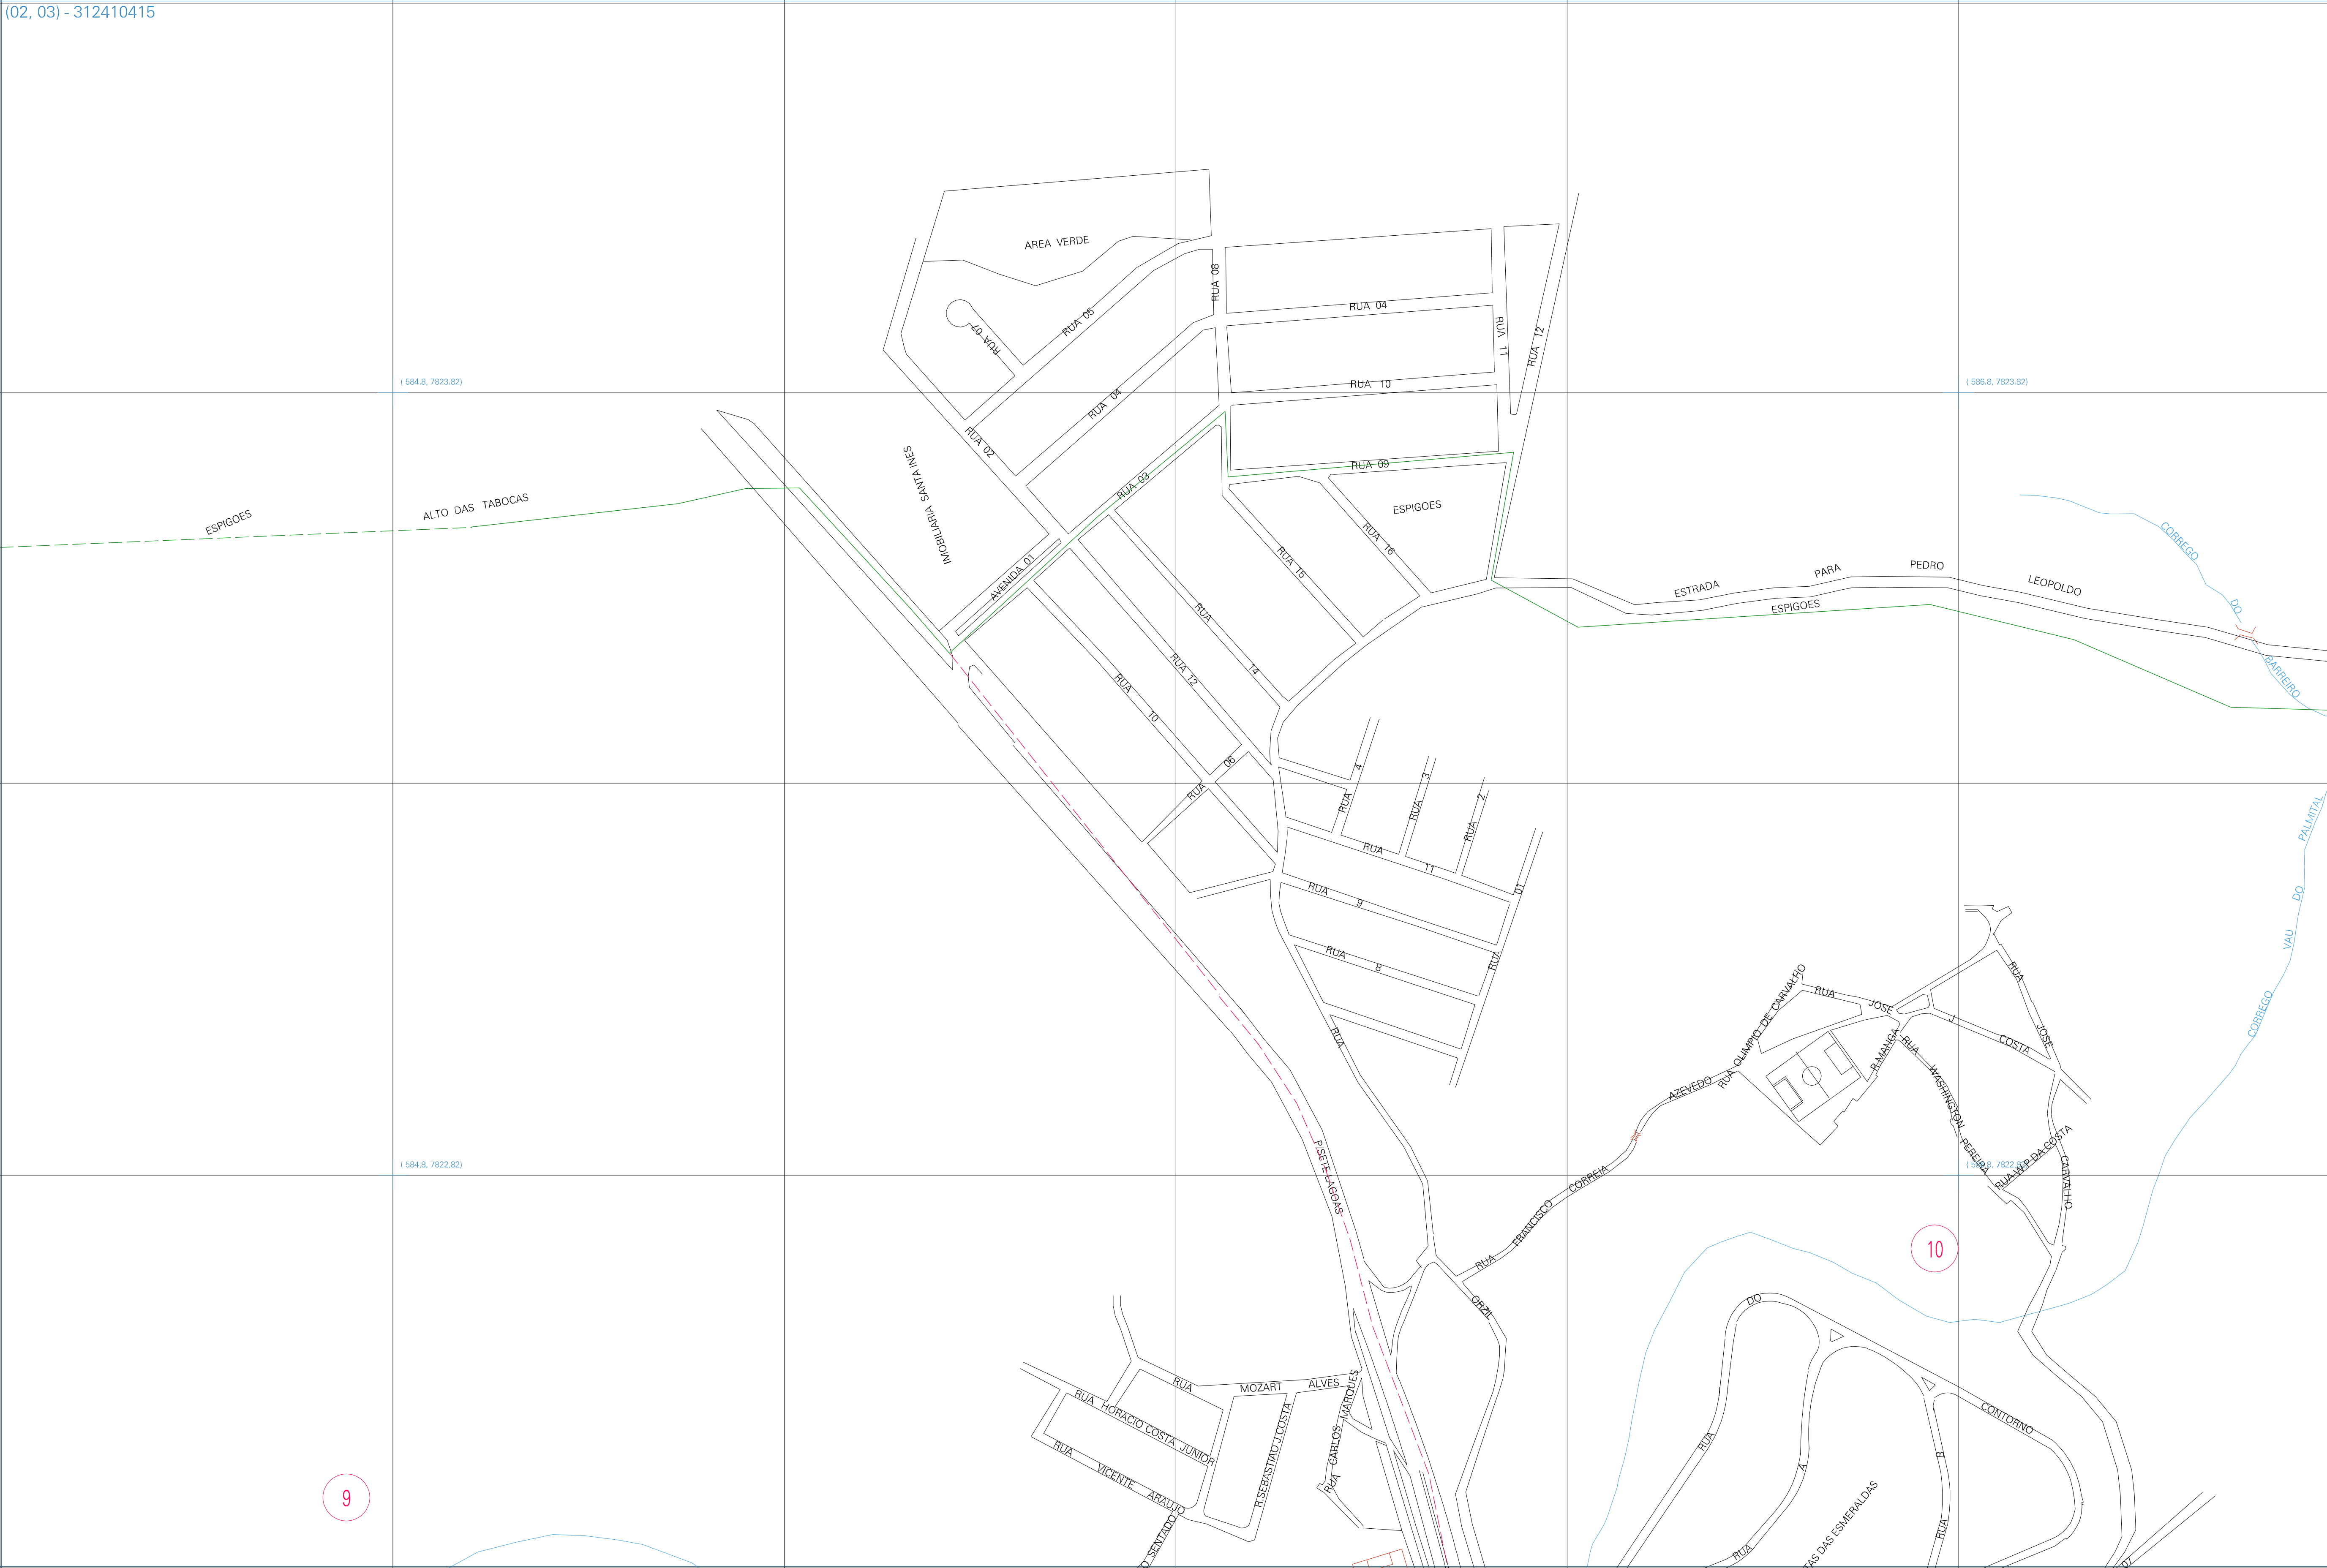 (02, 03) - 312410415
AREA VERDE
RUA 08
RUA 04
RUA 05
RUA 07
RUA 11
RUA 12
( 584.8, 7823.82)
RUA 10
( 586.8, 7823.82)
RUA 04
RUA 02
IMOBILIARIA SANTA INES
RUA 09
RUA 03
ESPIGOES
ALTO DAS TABOCAS
ESPIGOES
RUA 16
RUA 15
AVENIDA 01
CORREGO
DO
BARREIRO
ESTRADA PARA PEDRO LEOPOLDO
ESPIGOES
RUA 14
RUA 12
RUA 10
RUA 06
RUA 4
RUA 3
RUA 2
RUA 11
RUA 01
RUA 9
RUA 8
RUA
CORREGO VAU DO PALMITAL
RUA OLIMPIO DE CARVALHO
RUA JOSE J COSTA
RUA JOSE
CARVALHO
R.MANGA
RUA WASHINGTON PEREIRA
RUA W.P.DA COSTA
RUA FRANCISCO CORREIA AZEVEDO
P/SETE LAGOAS
( 584.8, 7822.82)
ORZIL
10
RUA DO CONTORNO
RUA A
RUA B
TAS DAS ESMERALDAS
07
RUA MOZART ALVES
RUA HORACIO COSTA JUNIOR
RUA VICENTE ARAUJO
R.SEBASTIAO J.COSTA
RUA CARLOS MARQUES
O SENTADO
9